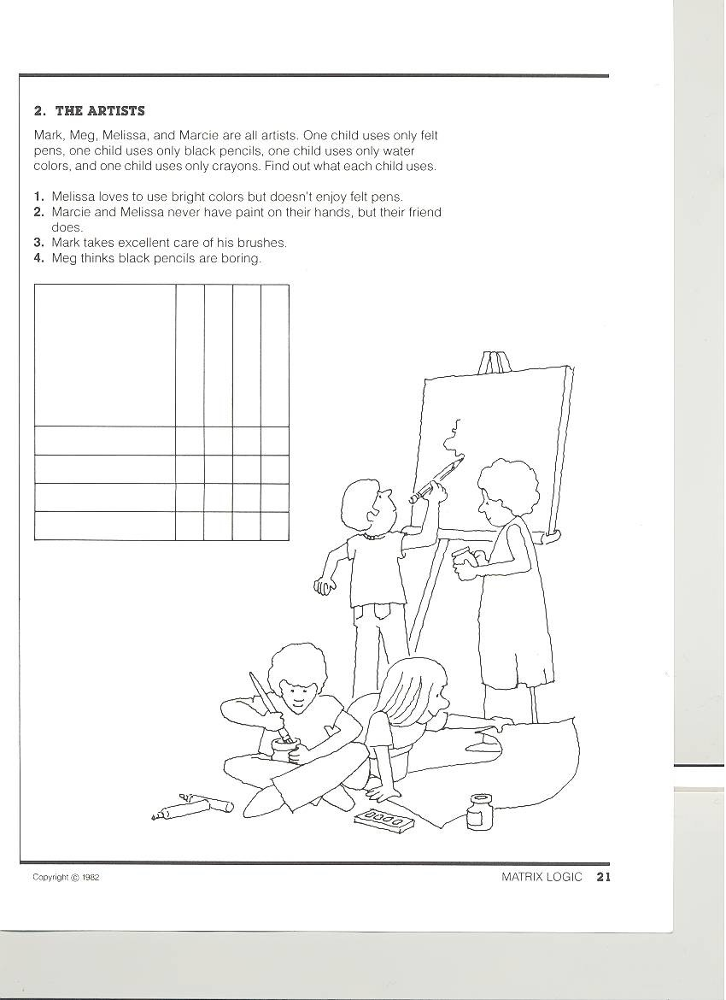 2. THE ARTISTS
Mark, Meg, Melissa, and Marcie are all artists. One child uses only felt
pens, one child uses only black pencils, one child uses only water
colors, and one child uses only crayons. Find out what each child uses.
1. Melissa loves to use bright colors but doesn't enjoy felt pens.
2. Marcie and Melissa never have paint on their hands, but their friend
does.
3. Mark takes excellent care of his brushes.
4. Meg thinks black pencils are boring.
Copyright © 1982
MATRIX LOGIC 21